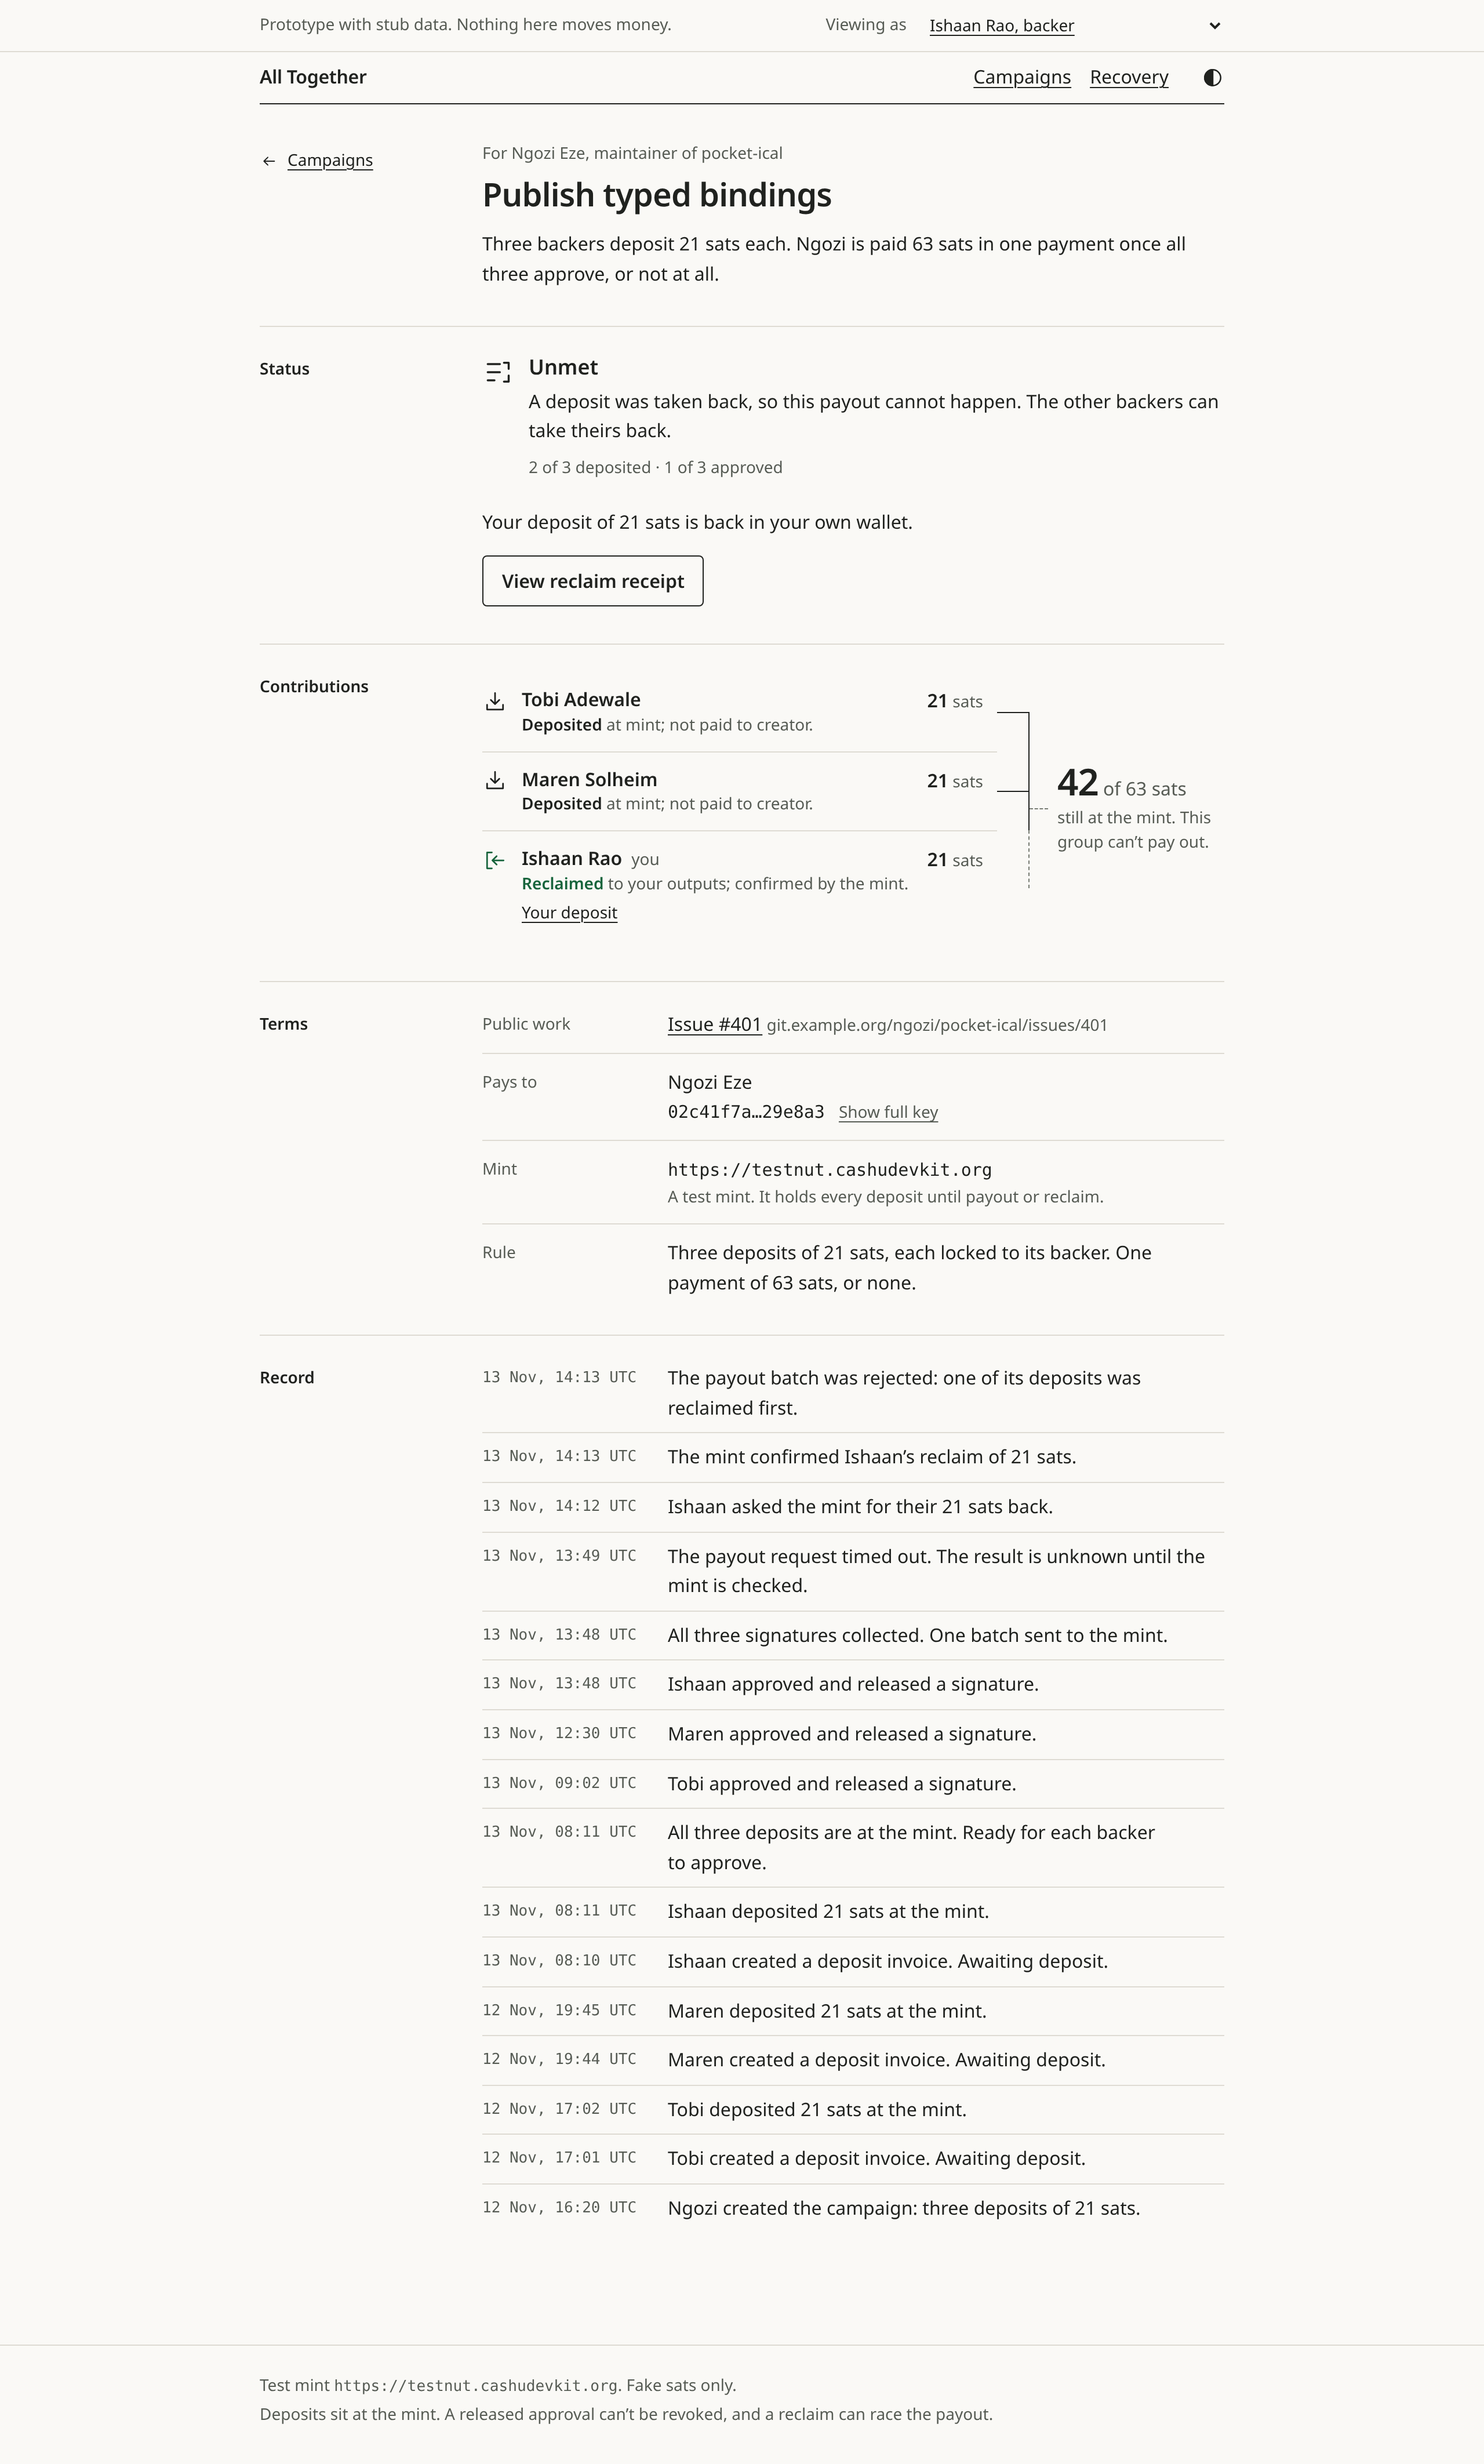 Prototype with stub data. Nothing here moves money.
Viewing as Ishaan Rao, backer
All Together
Campaigns Recovery
← Campaigns
For Ngozi Eze, maintainer of pocket-ical
Publish typed bindings
Three backers deposit 21 sats each. Ngozi is paid 63 sats in one payment once all
three approve, or not at all.
Status
Unmet
A deposit was taken back, so this payout cannot happen. The other backers can
take theirs back.
2 of 3 deposited · 1 of 3 approved
Your deposit of 21 sats is back in your own wallet.
View reclaim receipt
Contributions
Tobi Adewale 21 sats
Deposited at mint; not paid to creator.
Maren Solheim 21 sats
Deposited at mint; not paid to creator.
Ishaan Rao you 21 sats
Reclaimed to your outputs; confirmed by the mint.
Your deposit
42 of 63 sats
still at the mint. This
group can’t pay out.
Terms
Public work Issue #401 git.example.org/ngozi/pocket-ical/issues/401
Pays to Ngozi Eze
02c41f7a…29e8a3 Show full key
Mint https://testnut.cashudevkit.org
A test mint. It holds every deposit until payout or reclaim.
Rule Three deposits of 21 sats, each locked to its backer. One
payment of 63 sats, or none.
Record
13 Nov, 14:13 UTC The payout batch was rejected: one of its deposits was
reclaimed first.
13 Nov, 14:13 UTC The mint confirmed Ishaan’s reclaim of 21 sats.
13 Nov, 14:12 UTC Ishaan asked the mint for their 21 sats back.
13 Nov, 13:49 UTC The payout request timed out. The result is unknown until the
mint is checked.
13 Nov, 13:48 UTC All three signatures collected. One batch sent to the mint.
13 Nov, 13:48 UTC Ishaan approved and released a signature.
13 Nov, 12:30 UTC Maren approved and released a signature.
13 Nov, 09:02 UTC Tobi approved and released a signature.
13 Nov, 08:11 UTC All three deposits are at the mint. Ready for each backer
to approve.
13 Nov, 08:11 UTC Ishaan deposited 21 sats at the mint.
13 Nov, 08:10 UTC Ishaan created a deposit invoice. Awaiting deposit.
12 Nov, 19:45 UTC Maren deposited 21 sats at the mint.
12 Nov, 19:44 UTC Maren created a deposit invoice. Awaiting deposit.
12 Nov, 17:02 UTC Tobi deposited 21 sats at the mint.
12 Nov, 17:01 UTC Tobi created a deposit invoice. Awaiting deposit.
12 Nov, 16:20 UTC Ngozi created the campaign: three deposits of 21 sats.
Test mint https://testnut.cashudevkit.org. Fake sats only.
Deposits sit at the mint. A released approval can’t be revoked, and a reclaim can race the payout.